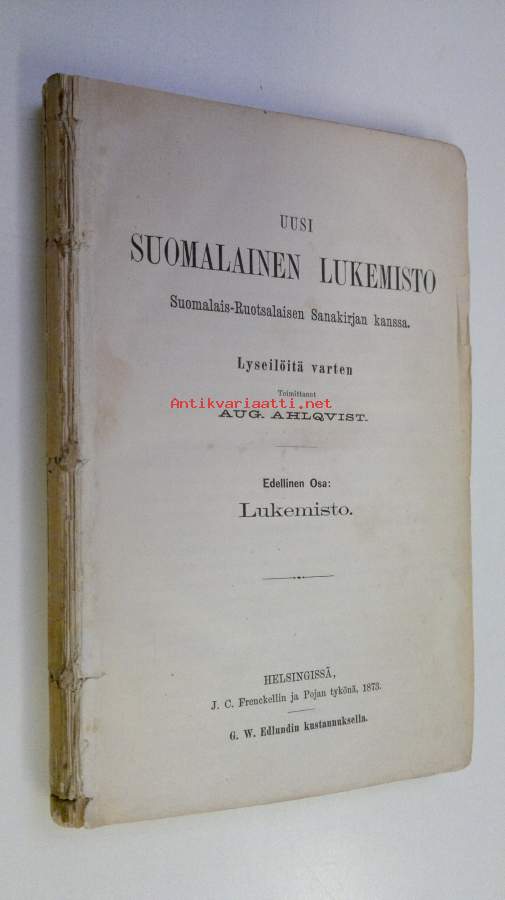 UUSI
SUOMALAINEN LUKEMISTO
Suomalais-Ruotsalaisen Sanakirjan kanssa.
Lyseilöitä varten
Toimittanut
Antikvariaatti.net
AUG. AHLQVIST.
Edellinen Osa:
Lukemisto.
HELSINGISSÄ,
J. C. Frenckellin ja Pojan tykönä, 1873.
G. W. Edlundin kustannuksella.